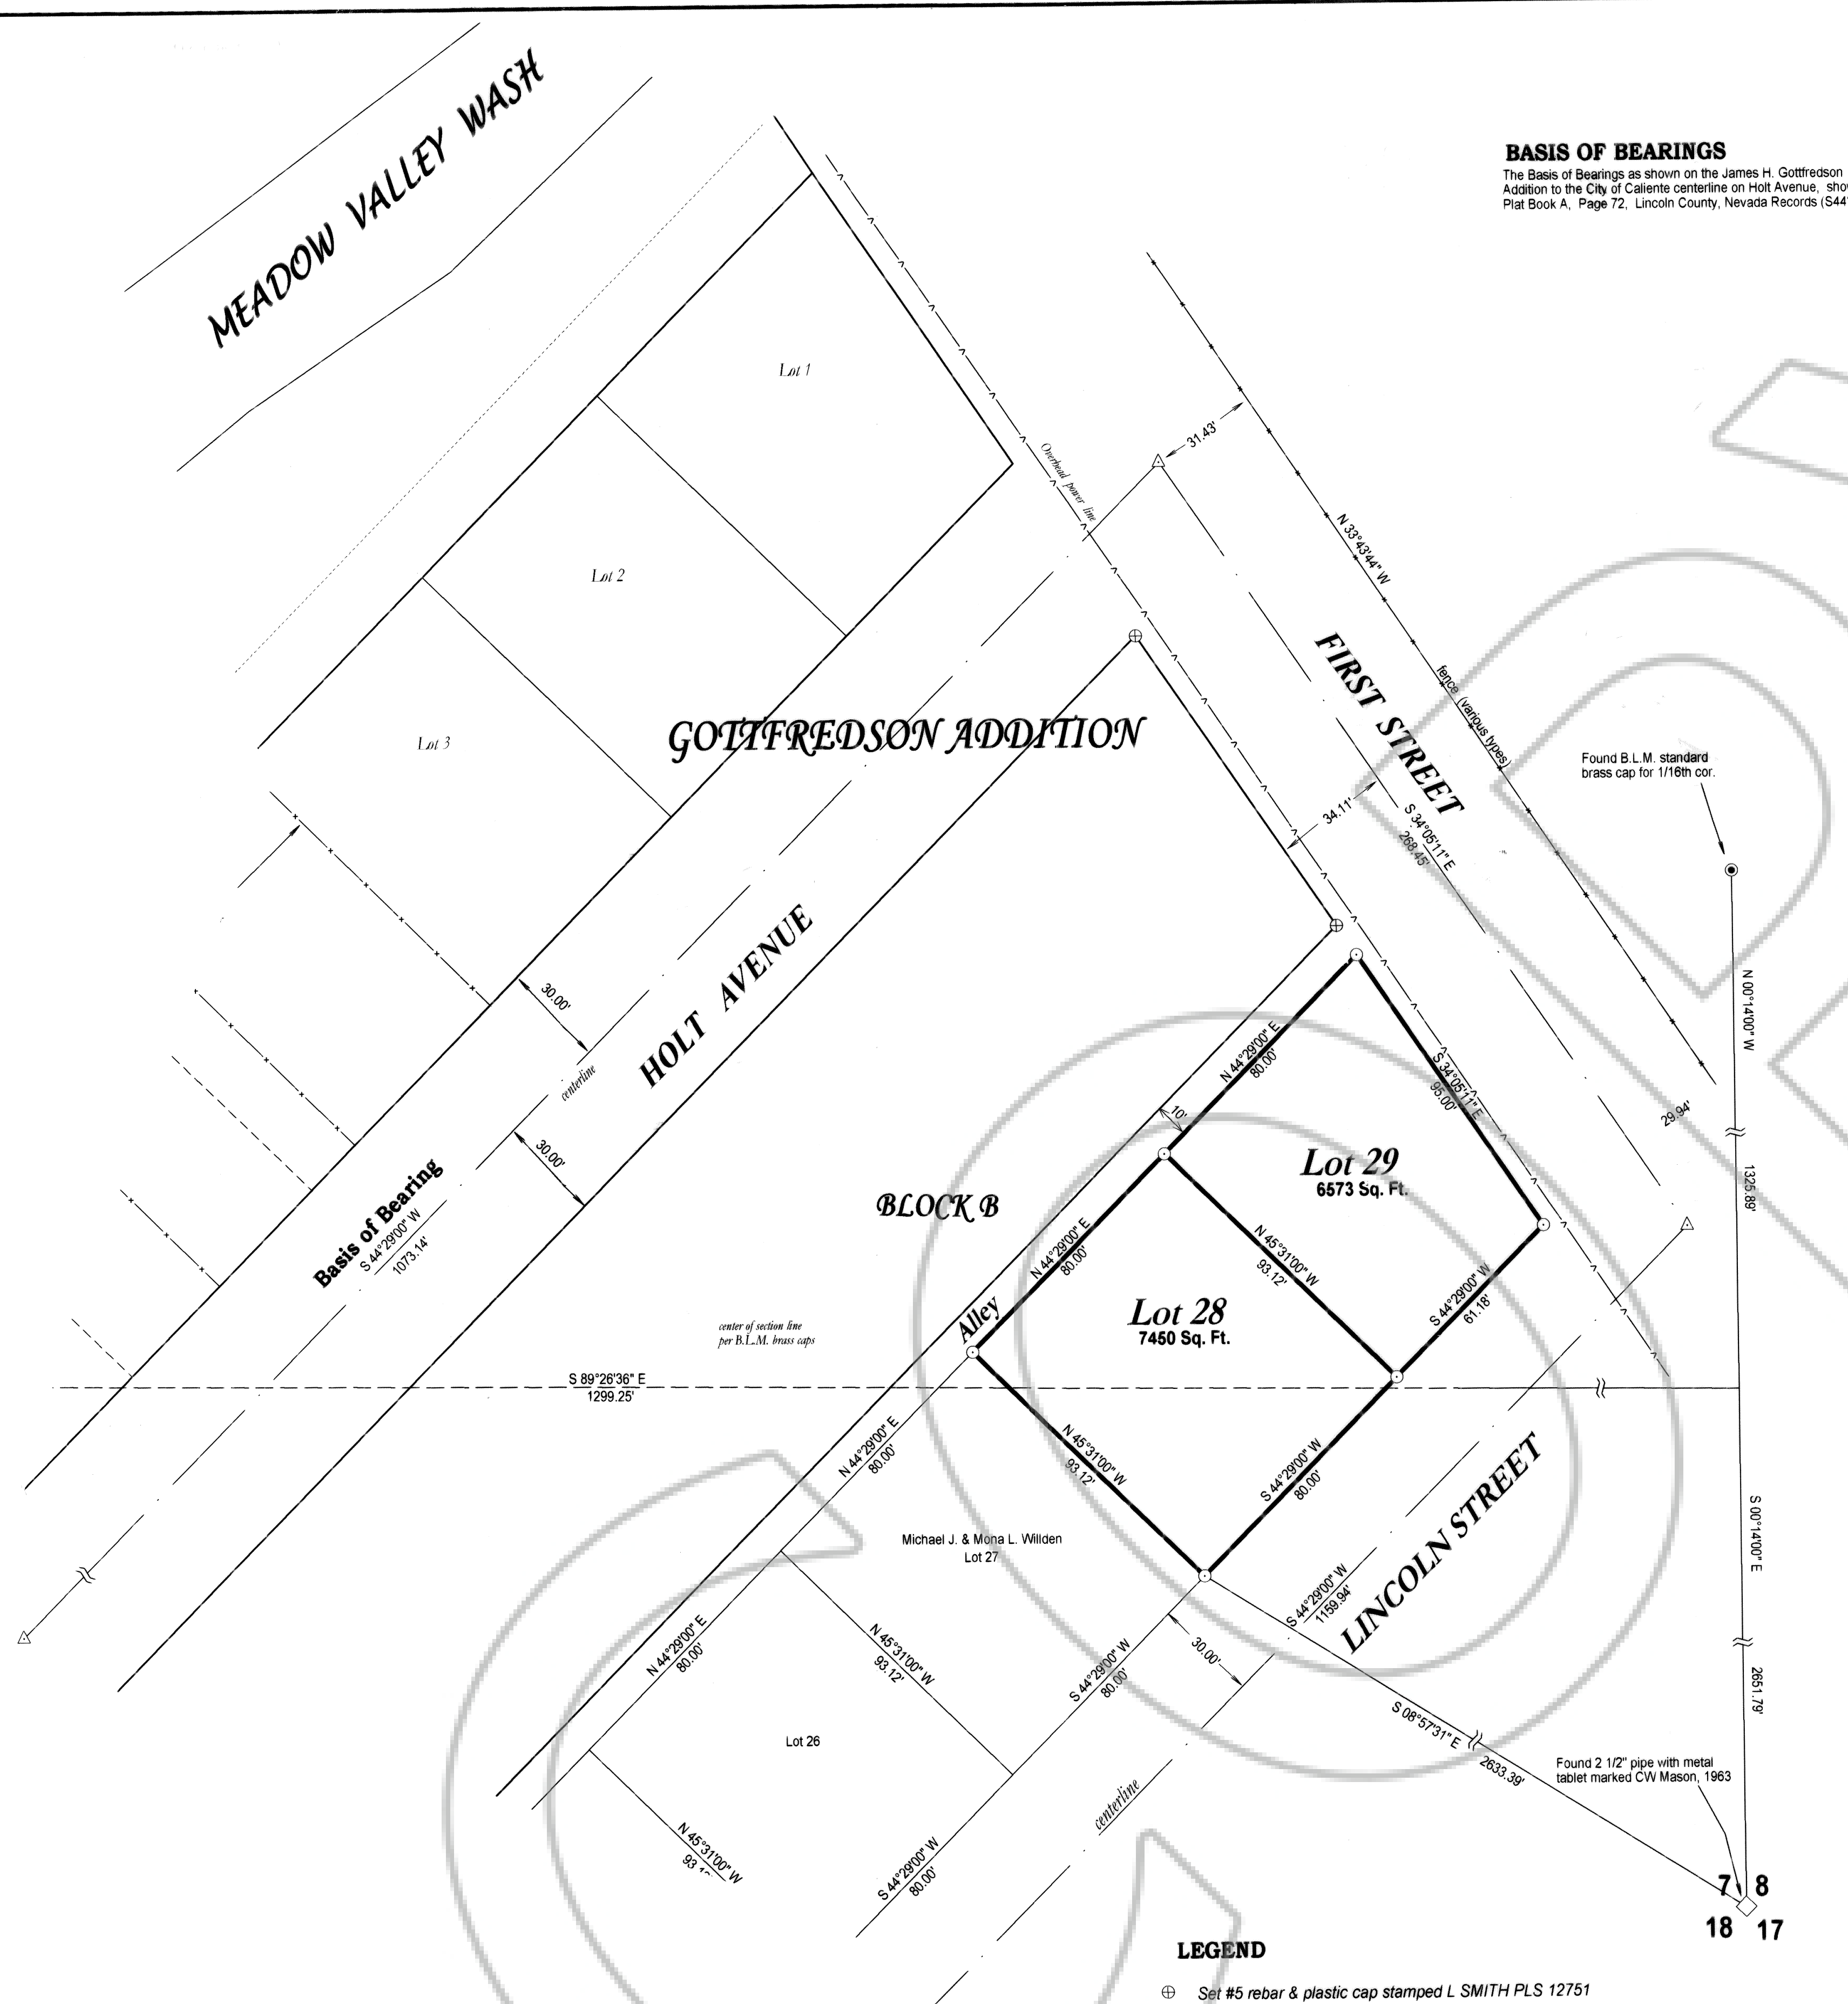 MEADOW VALLEY WASH
BASIS OF BEARINGS
The Basis of Bearings as shown on the James H. Gottfredson
Addition to the City of Caliente centerline on Holt Avenue, sho
Plat Book A, Page 72, Lincoln County, Nevada Records (S44
Lot 1
31.43'
Overhead power line
N 33°43'44" W
Lot 2
FIRST STREET
fence (various types)
Lot 3
GOTTFREDSON ADDITION
Found B.L.M. standard
brass cap for 1/16th cor.
34.11'
S 34°05'11" E
268.45'
HOLT AVENUE
30.00'
centerline
30.00'
N 00°14'00" W
1325.89'
N 44°29'00" E
80.00'
S 34°05'11" E
95.00'
29.94'
10'
Lot 29
6573 Sq. Ft.
Basis of Bearing
S 44°29'00" W
1073.14'
BLOCK B
N 44°29'00" E
80.00'
N 45°31'00" W
93.12'
S 44°29'00" W
61.18'
Alley
Lot 28
7450 Sq. Ft.
center of section line
per B.L.M. brass caps
S 89°26'36" E
1299.25'
N 44°29'00" E
80.00'
N 45°31'00" W
93.12'
S 44°29'00" W
80.00'
LINCOLN STREET
S 00°14'00" E
2651.79'
Michael J. & Mona L. Willden
Lot 27
S 44°29'00" W
1159.94'
30.00'
N 44°29'00" E
80.00'
N 45°31'00" W
93.12'
S 44°29'00" W
80.00'
S 08°57'31" E
2633.39'
Lot 26
Found 2 1/2" pipe with metal
tablet marked CW Mason, 1963
centerline
N 45°31'00" W
S 44°29'00" W
80.00'
7 8
18 17
LEGEND
Set #5 rebar & plastic cap stamped L SMITH PLS 12751